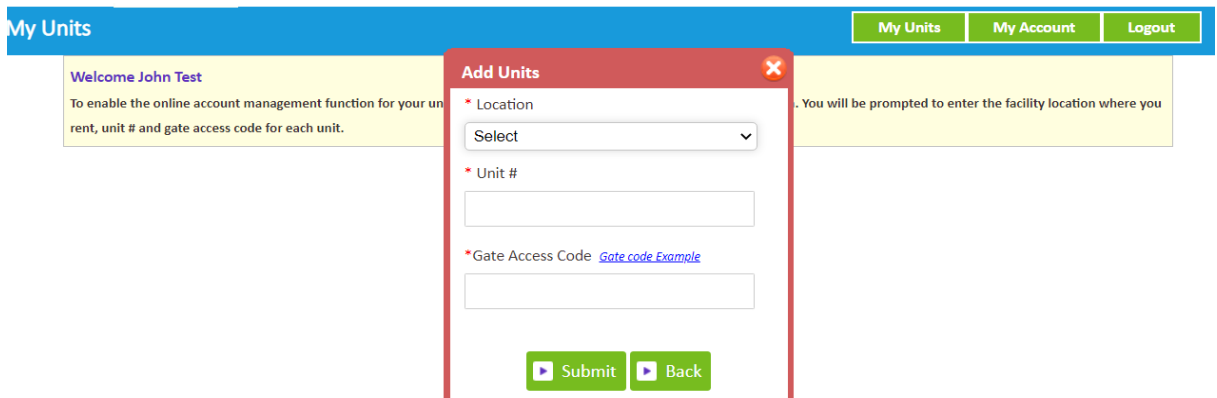 My Units
My Units
My Account
Logout
Welcome John Test
To enable the online account management function for your un
. You will be prompted to enter the facility location where you
rent, unit # and gate access code for each unit.
Add Units
* Location
Select
* Unit #
*Gate Access Code Gate code Example
Submit
Back